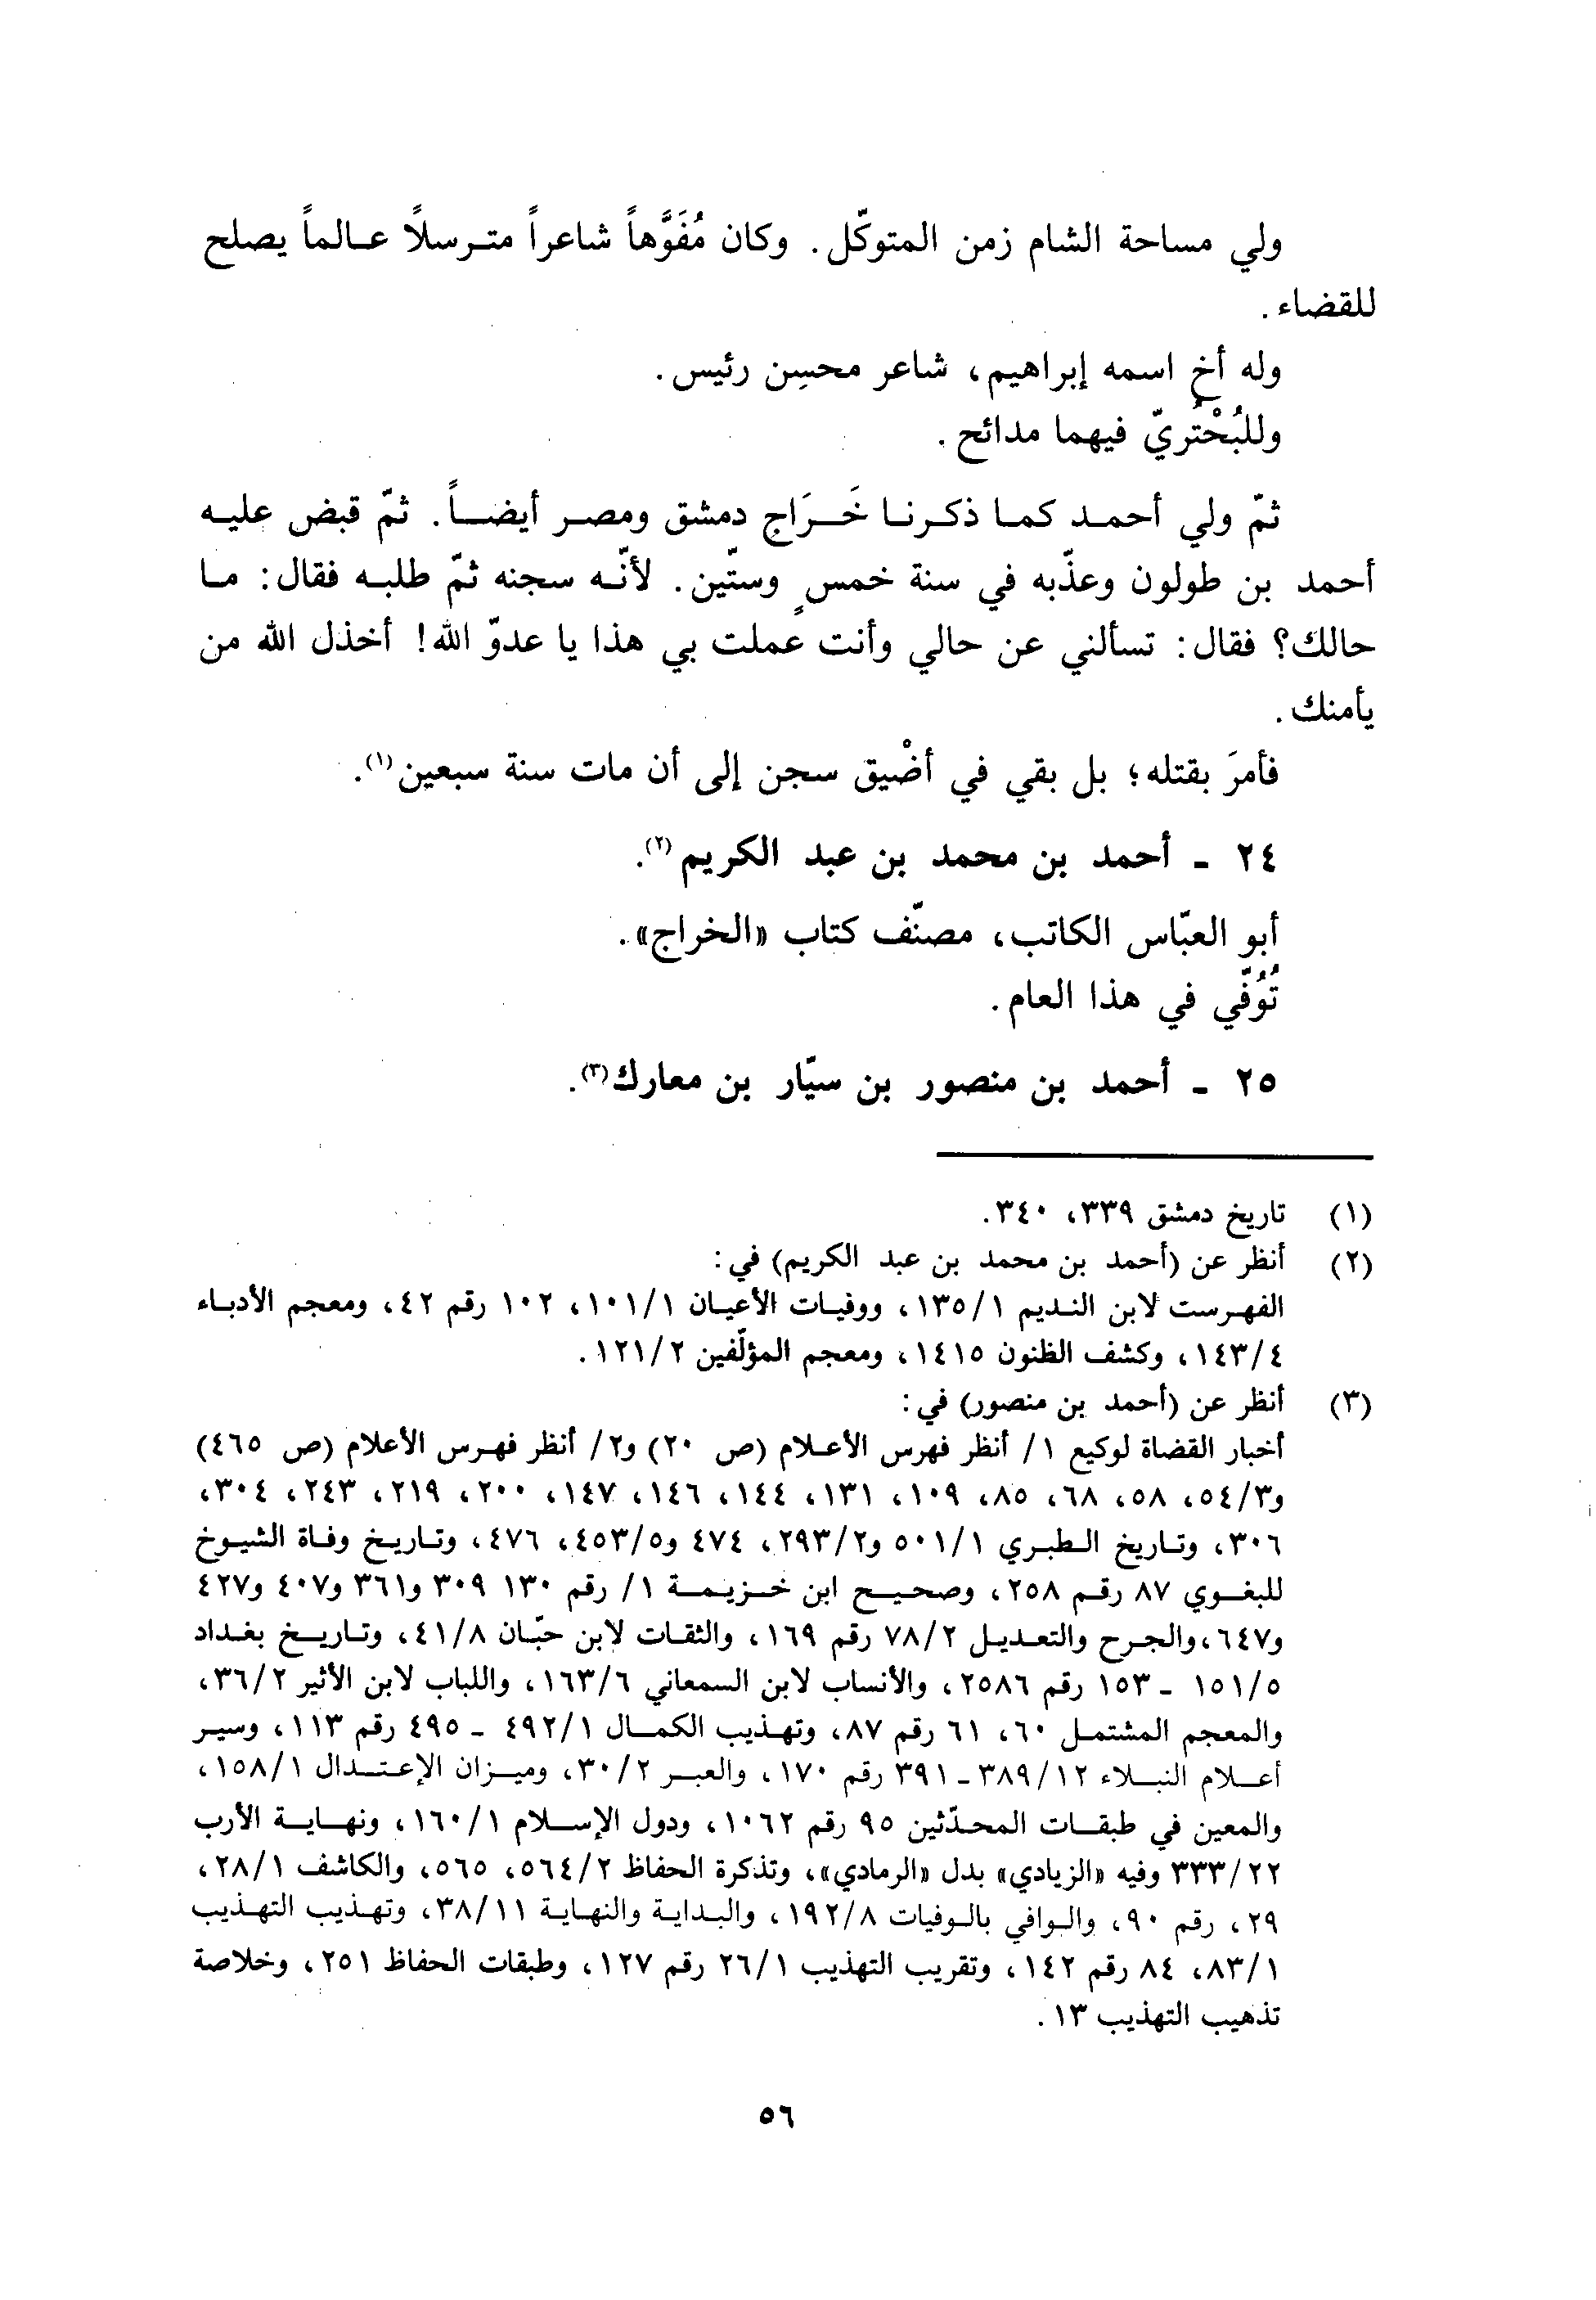 ولي مساحة الشام زمن المتوكّل. وكان مُفَوَّهاً شاعراً مترسلاً عالماً يصلح
للقضاء.
وله أخ اسمه إبراهيم، شاعر محسِن رئيس.
وللبُحْتُريّ فيهما مدائح.
ثمّ ولي أحمد كما ذكرنا خَرَاج دمشق ومصر أيضاً. ثمّ قبض عليه
أحمد بن طولون وعذّبه في سنة خمسٍ وستّين. لأنّه سجنه ثمّ طلبه فقال: ما
حالك؟ فقال: تسألني عن حالي وأنت عملت بي هذا يا عدوّ الله! أخذل الله من
يأمنك.
فأمرَ بقتله؛ بل بقي في أضْيق سجن إلى أن مات سنة سبعين(١).
٢٤ - أحمد بن محمد بن عبد الكريم(٢).
أبو العبّاس الكاتب، مصنّف كتاب «الخراج».
تُوُفّي في هذا العام.
٢٥ - أحمد بن منصور بن سيّار بن معارك(٣).
(١) تاريخ دمشق ٣٣٩، ٣٤٠.
(٢) أنظر عن (أحمد بن محمد بن عبد الكريم) في:
الفهرست لابن النديم ١٣٥/١، ووفيات الأعيان ١٠١/١، ١٠٢ رقم ٤٢، ومعجم الأدباء
١٤٣/٤، وكشف الظنون ١٤١٥، ومعجم المؤلّفين ١٢١/٢.
(٣) أنظر عن (أحمد بن منصور) في:
أخبار القضاة لوكيع ١/ أنظر فهرس الأعلام (ص ٢٠) و٢/ أنظر فهرس الأعلام (ص ٤٦٥)
و٥٤/٣، ٥٨، ٦٨، ٨٥، ١٠٩، ١٣١، ١٤٤، ١٤٦، ١٤٧، ٢٠٠، ٢١٩، ٢٤٣، ٣٠٤،
٣٠٦، وتاريخ الطبري ٥٠١/١ و٢٩٣/٢، ٤٧٤ و٤٥٣/٥، ٤٧٦، وتاريخ وفاة الشيوخ
للبغوي ٨٧ رقم ٢٥٨، وصحيح ابن خزيمة ١/ رقم ١٣٠ ٣٠٩ و٣٦١ و٤٠٧ و٤٢٧
و٦٤٧،والجرح والتعديل ٧٨/٢ رقم ١٦٩، والثقات لابن حبّان ٤١/٨، وتاريخ بغداد
١٥١/٥ - ١٥٣ رقم ٢٥٨٦، والأنساب لابن السمعاني ١٦٣/٦، واللباب لابن الأثير ٣٦/٢،
والمعجم المشتمل ٦٠، ٦١ رقم ٨٧، وتهذيب الكمال ٤٩٢/١ - ٤٩٥ رقم ١١٣، وسير
أعلام النبلاء ٣٨٩/١٢-٣٩١ رقم ١٧٠، والعبر ٣٠/٢، وميزان الإعتدال ١٥٨/١،
والمعين في طبقات المحدّثين ٩٥ رقم ١٠٦٢، ودول الإسلام ١٦٠/١، ونهاية الأرب
٣٣٣/٢٢ وفيه «الزيادي» بدل «الرمادي»، وتذكرة الحفاظ ٥٦٤/٢، ٥٦٥، والكاشف ٢٨/١،
٢٩، رقم ٩٠، والوافي بالوفيات ١٩٢/٨، والبداية والنهاية ٣٨/١١، وتهذيب التهذيب
٨٣/١، ٨٤ رقم ١٤٢، وتقريب التهذيب ٢٦/١ رقم ١٢٧، وطبقات الحفاظ ٢٥١، وخلاصة
تذهيب التهذيب ١٣.
٥٦